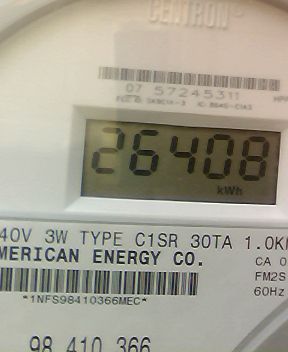 CENTRON
07 57245311
26408
kWh
40V 3W TYPE C1SR 30TA 1.0K
MERICAN ENERGY CO.
CA 0
FM2S
*1NFS98410366MEC*
60Hz
98 410 366